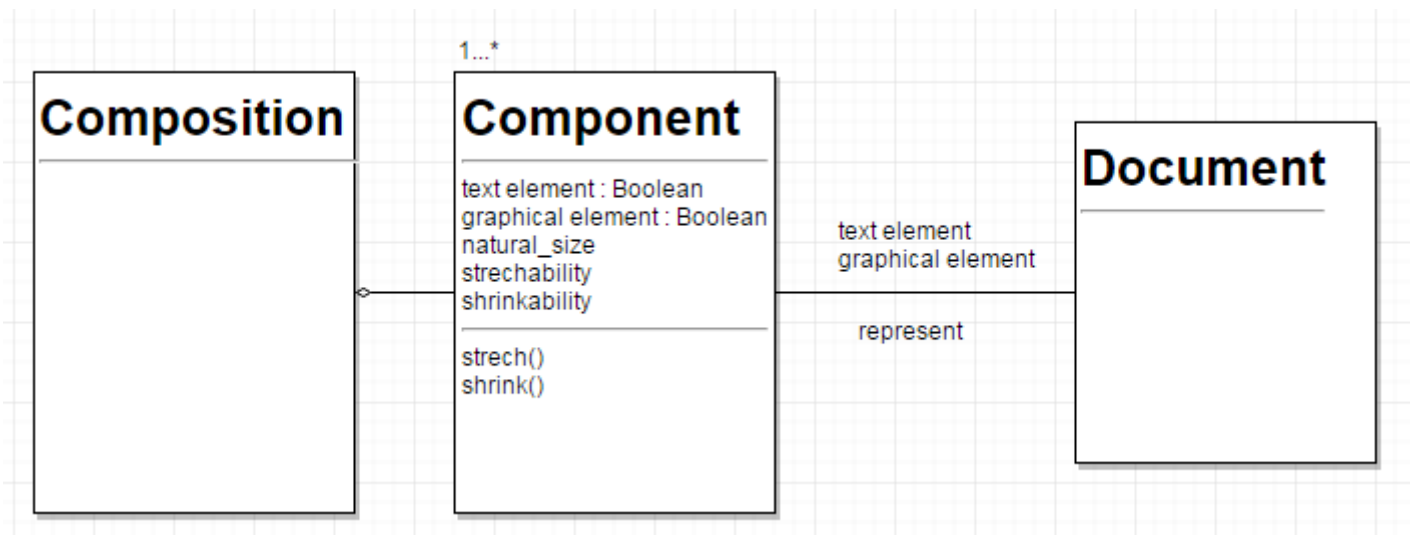 1...*
Composition
Component
text element : Boolean
graphical element : Boolean
natural_size
strechability
shrinkability
strech()
shrink()
text element
graphical element
represent
Document